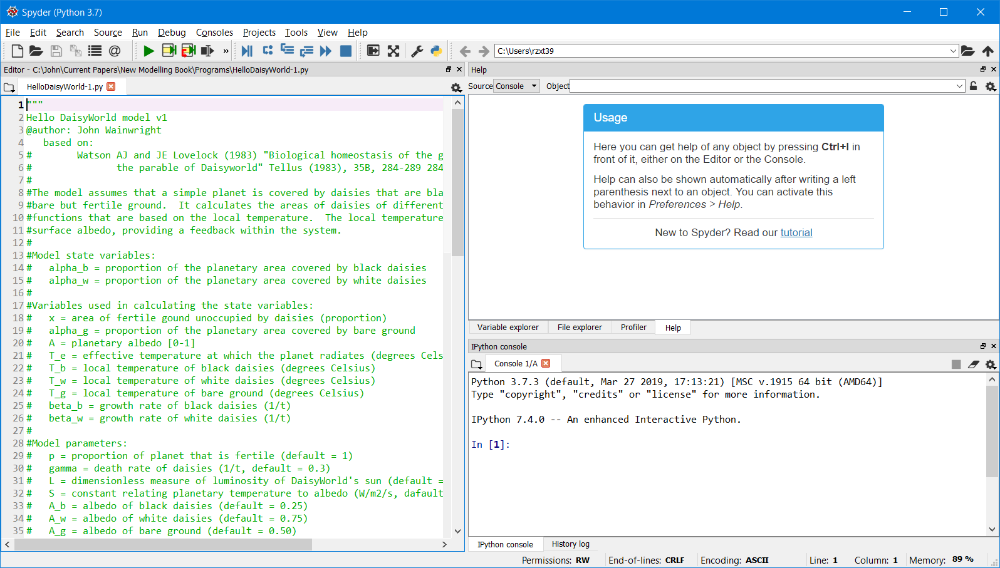 Spyder (Python 3.7)
File Edit Search Source Run Debug Consoles Projects Tools View Help
C:\Users\rzxt39
Editor - C:\John\Current Papers\New Modelling Book\Programs\HelloDaisyWorld-1.py
HelloDaisyWorld-1.py
1 """
2 Hello DaisyWorld model v1
3 @author: John Wainwright
4    based on:
5 #        Watson AJ and JE Lovelock (1983) "Biological homeostasis of the g
6 #               the parable of Daisyworld" Tellus (1983), 35B, 284-289 284
7 #
8 #The model assumes that a simple planet is covered by daisies that are bla
9 #bare but fertile ground.  It calculates the areas of daisies of different
10 #functions that are based on the local temperature.  The local temperature
11 #surface albedo, providing a feedback within the system.
12 #
13 #Model state variables:
14 #   alpha_b = proportion of the planetary area covered by black daisies
15 #   alpha_w = proportion of the planetary area covered by white daisies
16 #
17 #Variables used in calculating the state variables:
18 #   x = area of fertile gound unoccupied by daisies (proportion)
19 #   alpha_g = proportion of the planetary area covered by bare ground
20 #   A = planetary albedo [0-1]
21 #   T_e = effective temperature at which the planet radiates (degrees Cels
22 #   T_b = local temperature of black daisies (degrees Celsius)
23 #   T_w = local temperature of white daisies (degrees Celsius)
24 #   T_g = local temperature of bare ground (degrees Celsius)
25 #   beta_b = growth rate of black daisies (1/t)
26 #   beta_w = growth rate of white daisies (1/t)
27 #
28 #Model parameters:
29 #   p = proportion of planet that is fertile (default = 1)
30 #   gamma = death rate of daisies (1/t, default = 0.3)
31 #   L = dimensionless measure of luminosity of DaisyWorld's sun (default =
32 #   S = constant relating planetary temperature to albedo (W/m2/s, dafault
33 #   A_b = albedo of black daisies (default = 0.25)
34 #   A_w = albedo of white daisies (default = 0.75)
35 #   A_g = albedo of bare ground (default = 0.50)
Help
Source Console Object
Usage
Here you can get help of any object by pressing Ctrl+I in
front of it, either on the Editor or the Console.
Help can also be shown automatically after writing a left
parenthesis next to an object. You can activate this
behavior in Preferences > Help.
New to Spyder? Read our tutorial
Variable explorer File explorer Profiler Help
IPython console
Console 1/A
Python 3.7.3 (default, Mar 27 2019, 17:13:21) [MSC v.1915 64 bit (AMD64)]
Type "copyright", "credits" or "license" for more information.
IPython 7.4.0 -- An enhanced Interactive Python.
In [1]:
IPython console History log
Permissions: RW End-of-lines: CRLF Encoding: ASCII Line: 1 Column: 1 Memory: 89 %